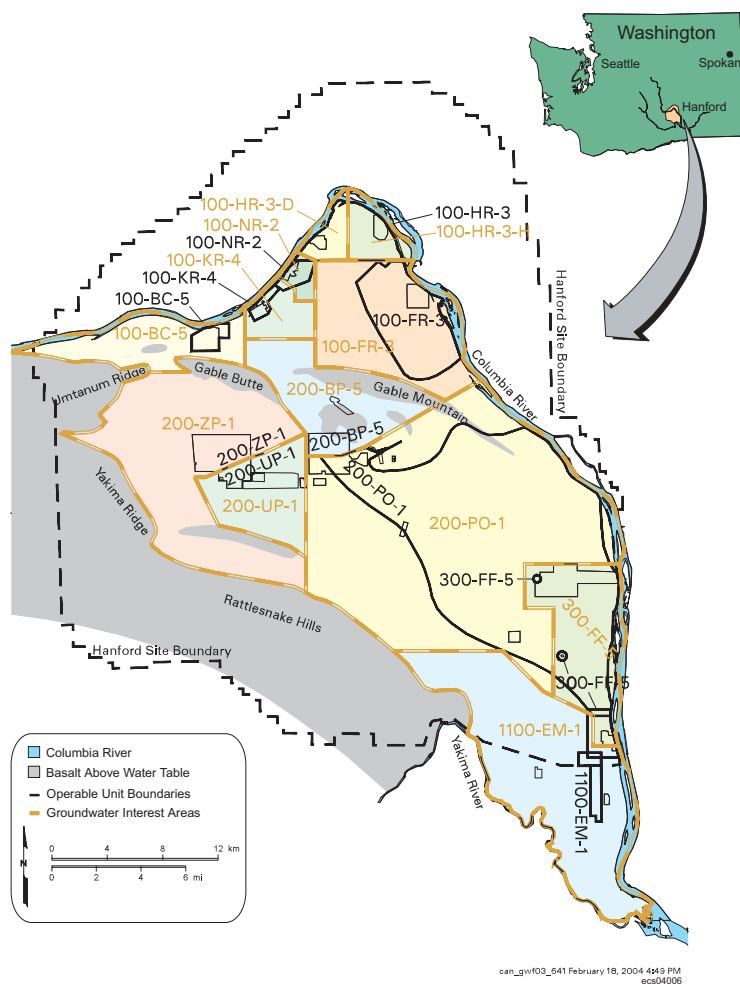 Washington
Seattle
Spokan
Hanford
100-HR-3-D
100-HR-3
100-NR-2
100-HR-3-H
100-NR-2
100-KR-4
100-KR-4
100-BC-5
100-BC-5
100-FR-3
100-FR-3
Hanford Site Boundary
Columbia River
Umtanum Ridge
Gable Butte
200-BP-5
Gable Mountain
200-ZP-1
200-ZP-1
200-BP-5
200-UP-1
200-UP-1
200-PO-1
200-PO-1
Yakima Ridge
300-FF-5
300-FF-5
Rattlesnake Hills
Hanford Site Boundary
300-FF-5
1100-EM-1
Yakima River
1100-EM-1
Columbia River
Basalt Above Water Table
Operable Unit Boundaries
Groundwater Interest Areas
N
0 4 8 12 km
0 2 4 6 mi
can_gwf03_641 February 18, 2004 4:49 PM
ecs04006